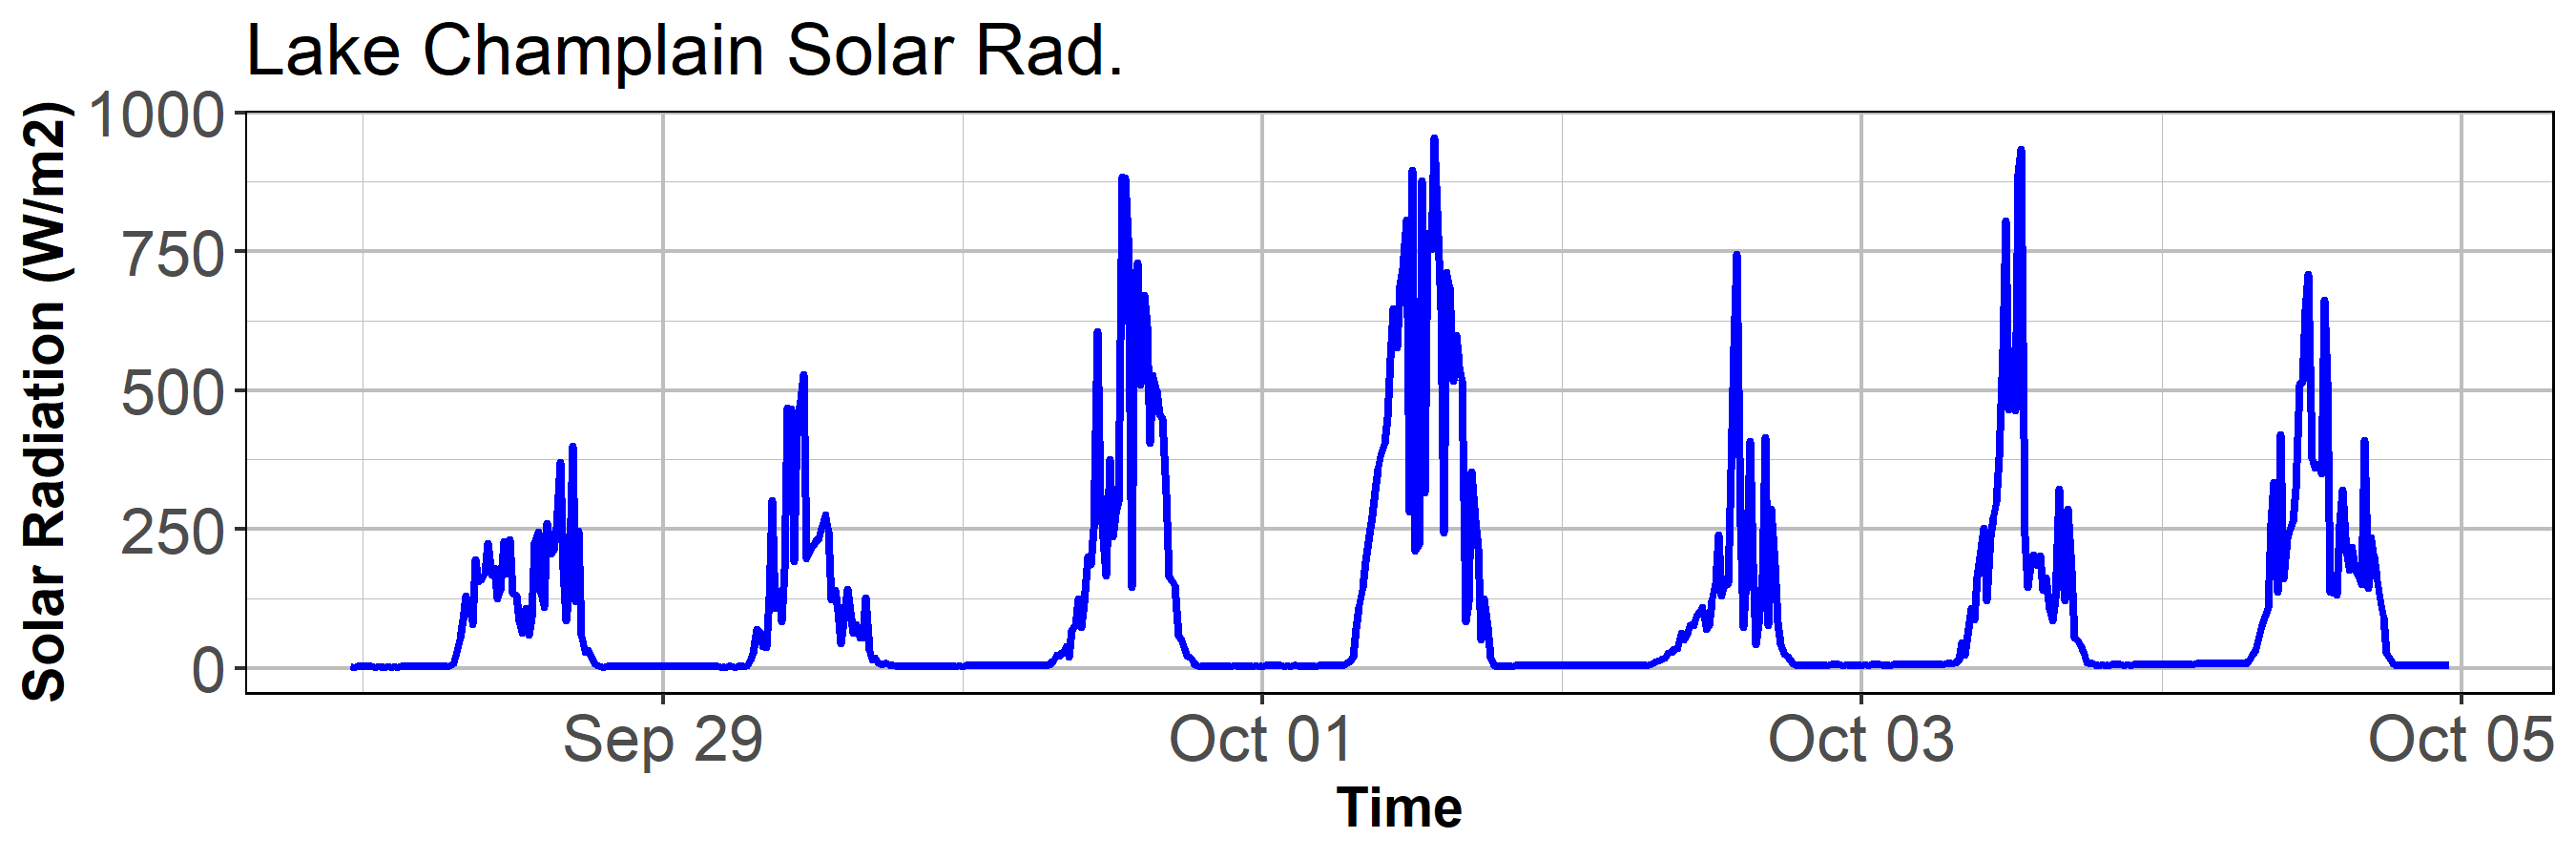 Lake Champlain Solar Rad.
Solar Radiation (W/m2)
1000
750
500
250
0
Sep 29
Oct 01
Oct 03
Oct 05
Time